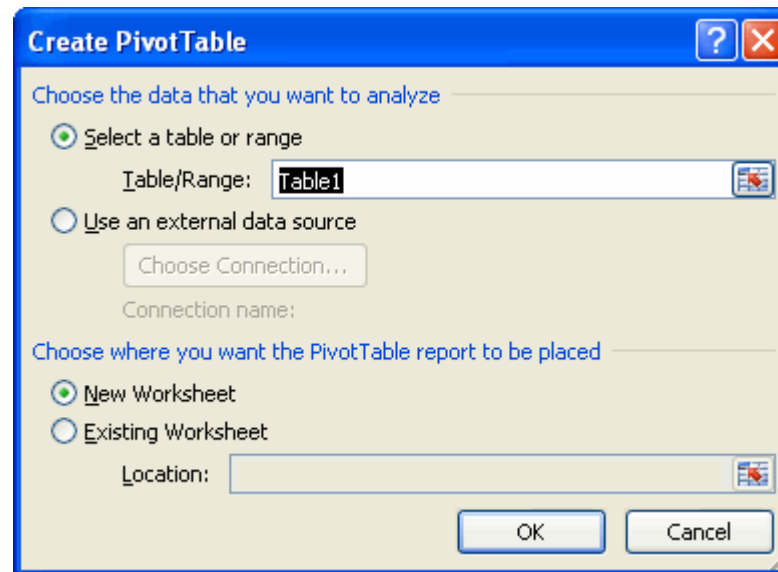 Create PivotTable
?
Choose the data that you want to analyze
Select a table or range
Table/Range: Table1
Use an external data source
Choose Connection...
Connection name:
Choose where you want the PivotTable report to be placed
New Worksheet
Existing Worksheet
Location:
OK Cancel